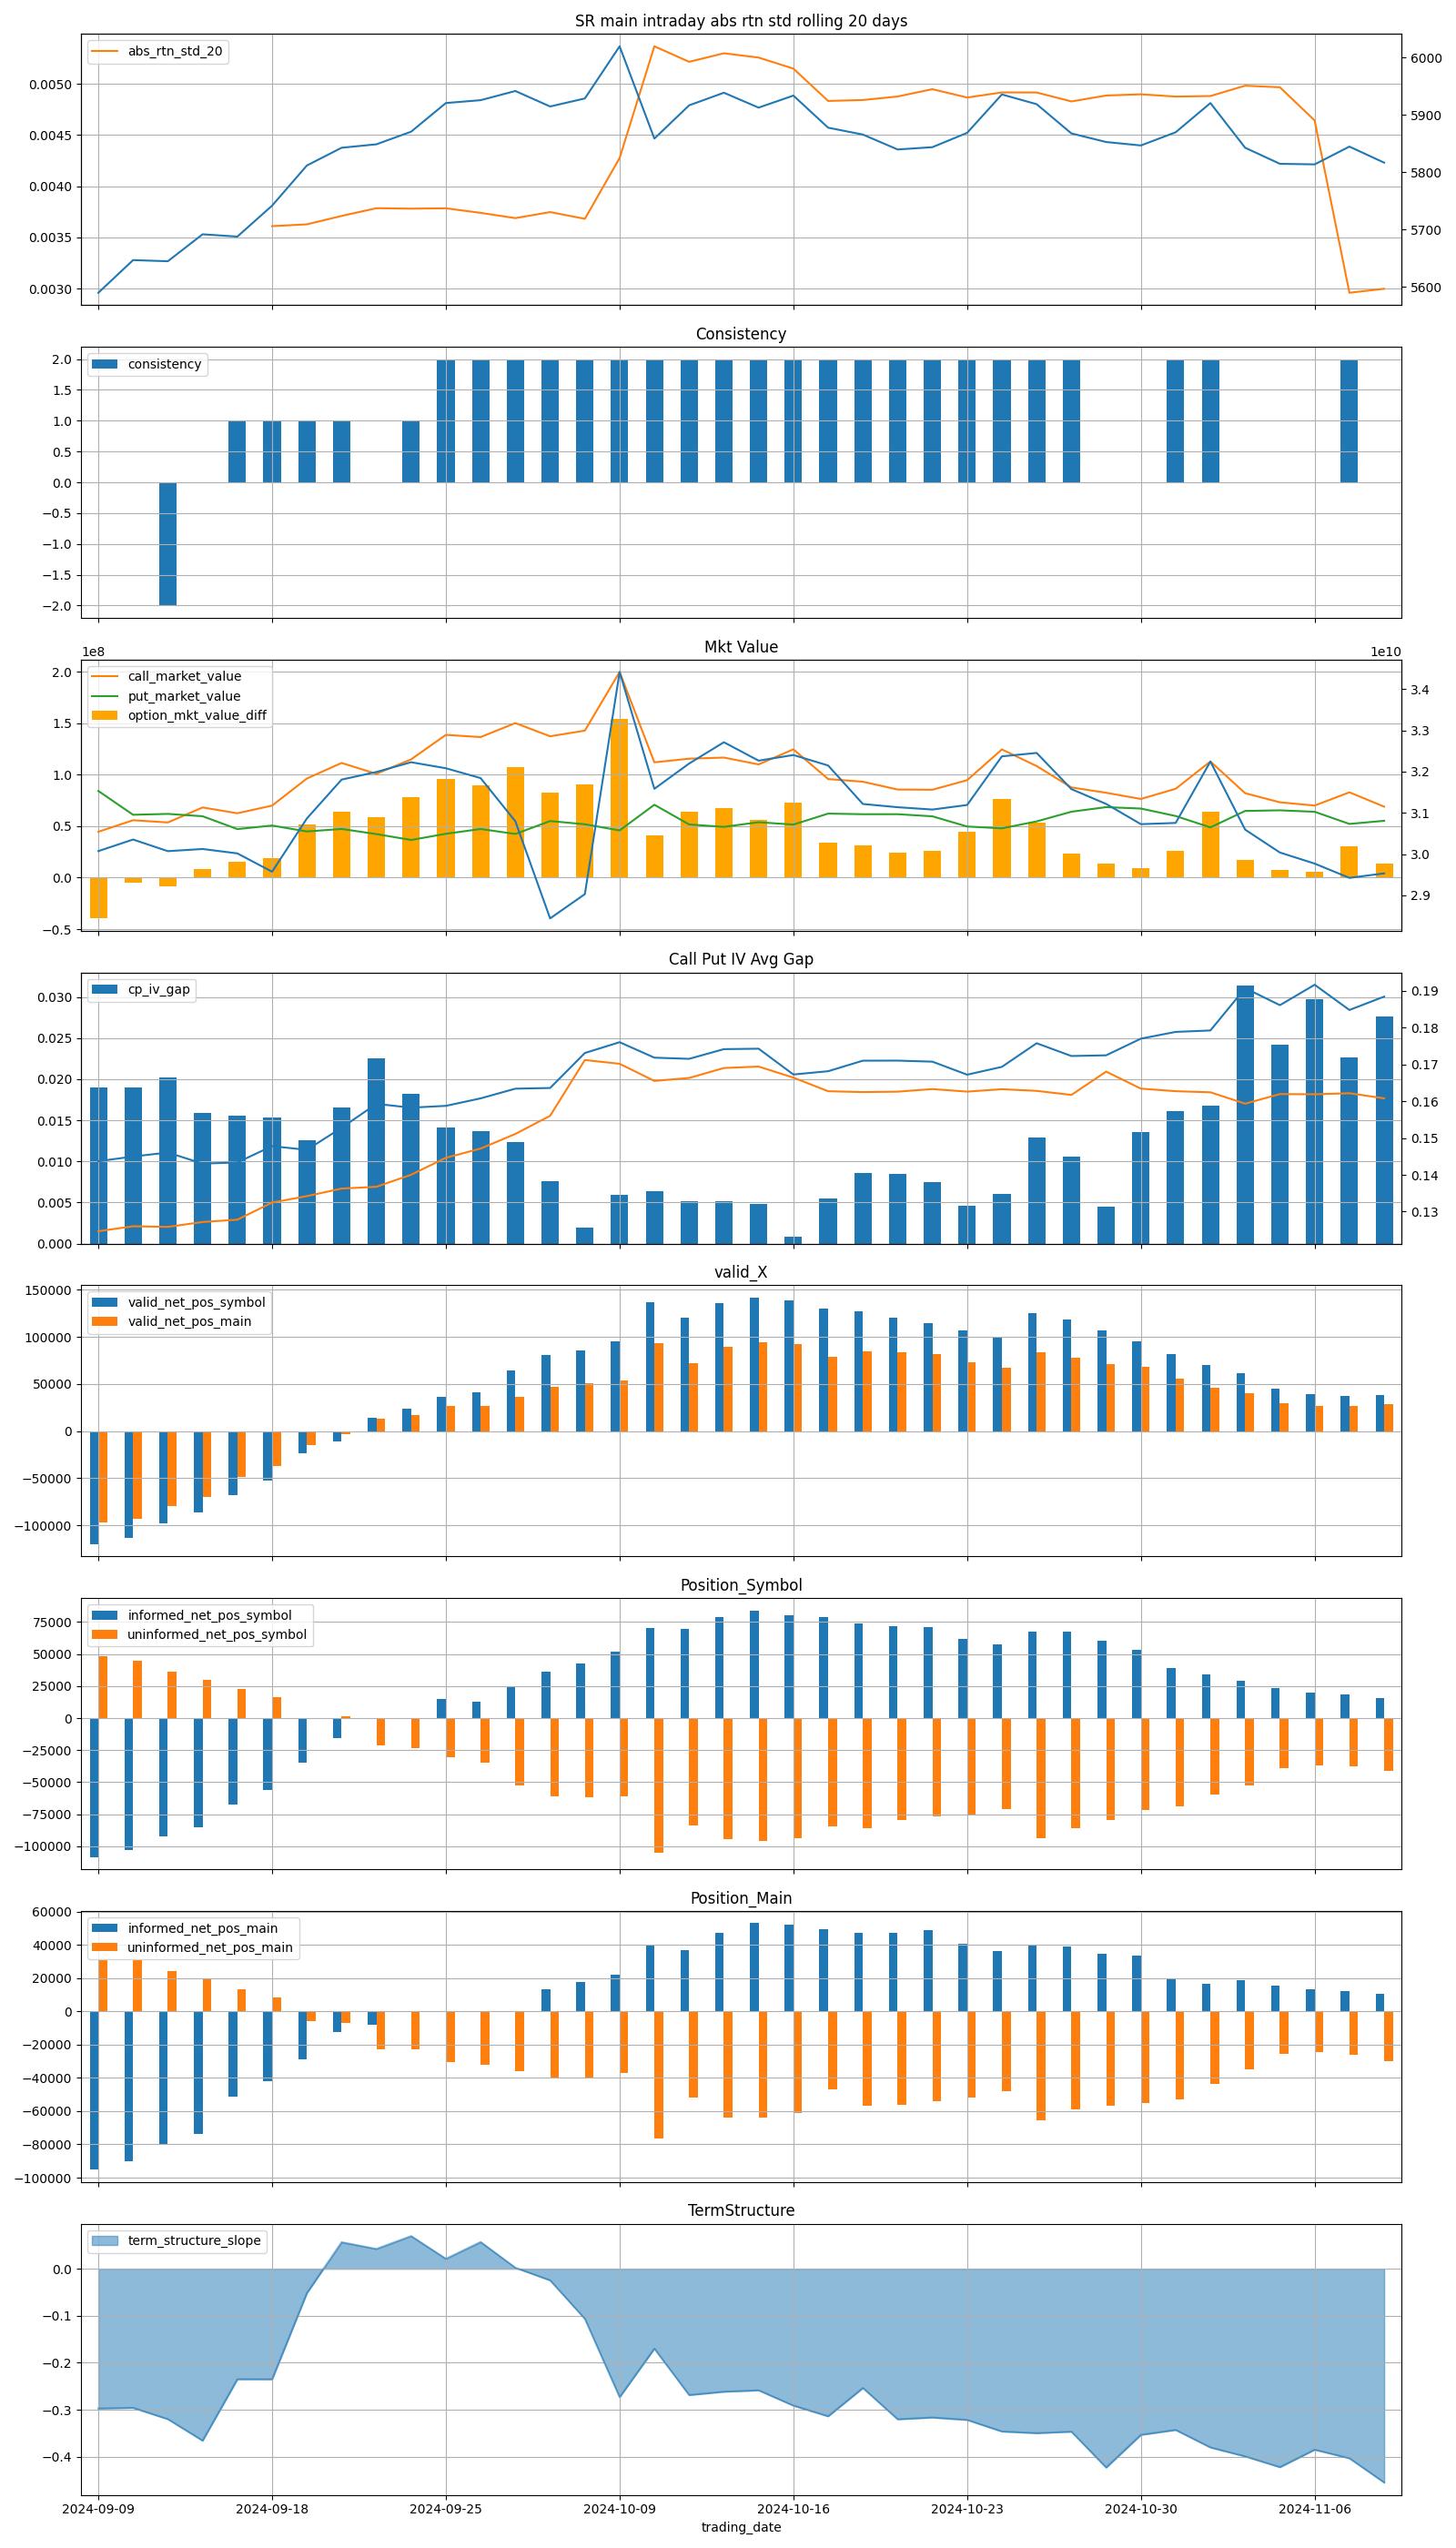 SR main intraday abs rtn std rolling 20 days
abs_rtn_std_20
0.0050
0.0045
0.0040
0.0035
0.0030
6000
5900
5800
5700
5600
Consistency
consistency
2.0
1.5
1.0
0.5
0.0
−0.5
−1.0
−1.5
−2.0
Mkt Value
1e8
1e10
call_market_value
put_market_value
option_mkt_value_diff
2.0
1.5
1.0
0.5
0.0
−0.5
3.4
3.3
3.2
3.1
3.0
2.9
Call Put IV Avg Gap
cp_iv_gap
0.030
0.025
0.020
0.015
0.010
0.005
0.000
0.19
0.18
0.17
0.16
0.15
0.14
0.13
valid_X
valid_net_pos_symbol
valid_net_pos_main
150000
100000
50000
0
−50000
−100000
Position_Symbol
informed_net_pos_symbol
uninformed_net_pos_symbol
75000
50000
25000
0
−25000
−50000
−75000
−100000
Position_Main
informed_net_pos_main
uninformed_net_pos_main
60000
40000
20000
0
−20000
−40000
−60000
−80000
−100000
TermStructure
term_structure_slope
0.0
−0.1
−0.2
−0.3
−0.4
2024-09-09 2024-09-18 2024-09-25 2024-10-09 2024-10-16 2024-10-23 2024-10-30 2024-11-06
trading_date